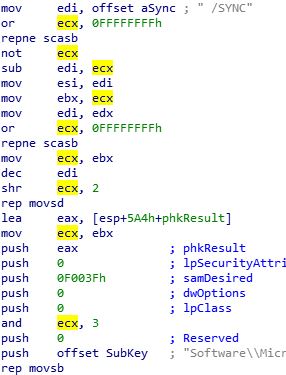 mov edi, offset aSync ; " /SYNC"
or ecx, 0FFFFFFFFh
repne scasb
not ecx
sub edi, ecx
mov esi, edi
mov ebx, ecx
mov edi, edx
or ecx, 0FFFFFFFFh
repne scasb
mov ecx, ebx
dec edi
shr ecx, 2
rep movsd
lea eax, [esp+5A4h+phkResult]
mov ecx, ebx
push eax ; phkResult
push 0 ; lpSecurityAttri
push 0F003Fh ; samDesired
push 0 ; dwOptions
push 0 ; lpClass
and ecx, 3
push 0 ; Reserved
push offset SubKey ; "Software\\Micr
rep movsb